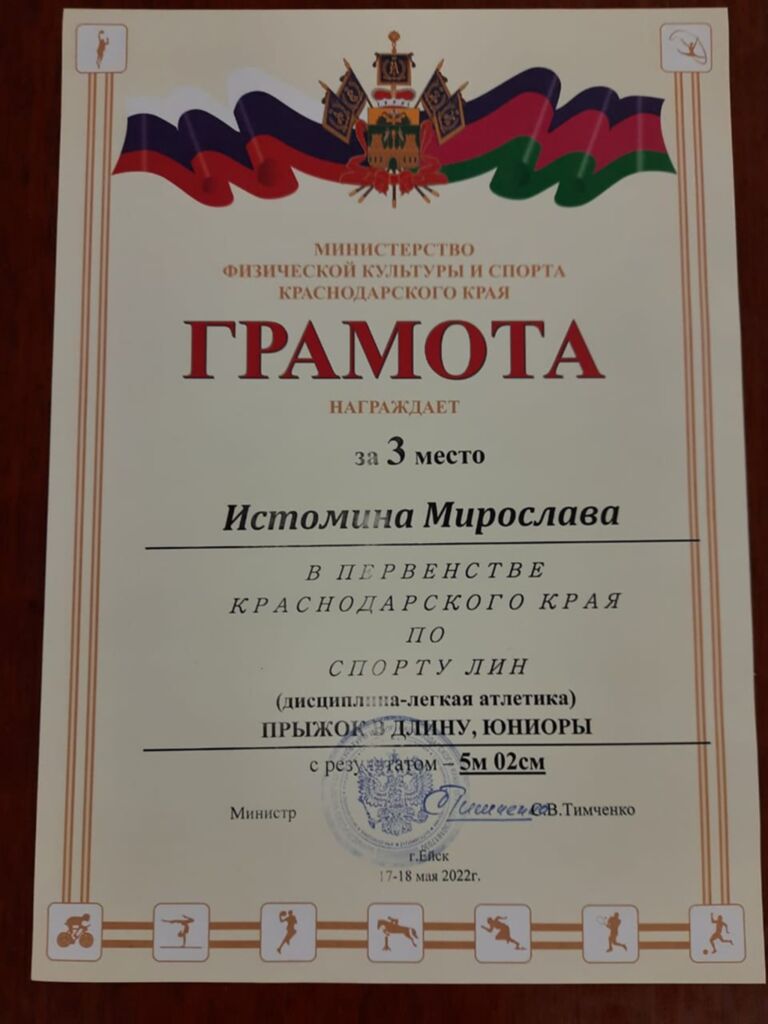 МИНИСТЕРСТВО
ФИЗИЧЕСКОЙ КУЛЬТУРЫ И СПОРТА
КРАСНОДАРСКОГО КРАЯ
ГРАМОТА
НАГРАЖДАЕТ
за 3 место
Истомина Мирослава
В ПЕРВЕНСТВЕ
КРАСНОДАРСКОГО КРАЯ
ПО
СПОРТУ ЛИН
(дисциплина-легкая атлетика)
ПРЫЖОК В ДЛИНУ, ЮНИОРЫ
с результатом – 5м 02см
Министр С.В.Тимченко
г.Ейск
17-18 мая 2022г.